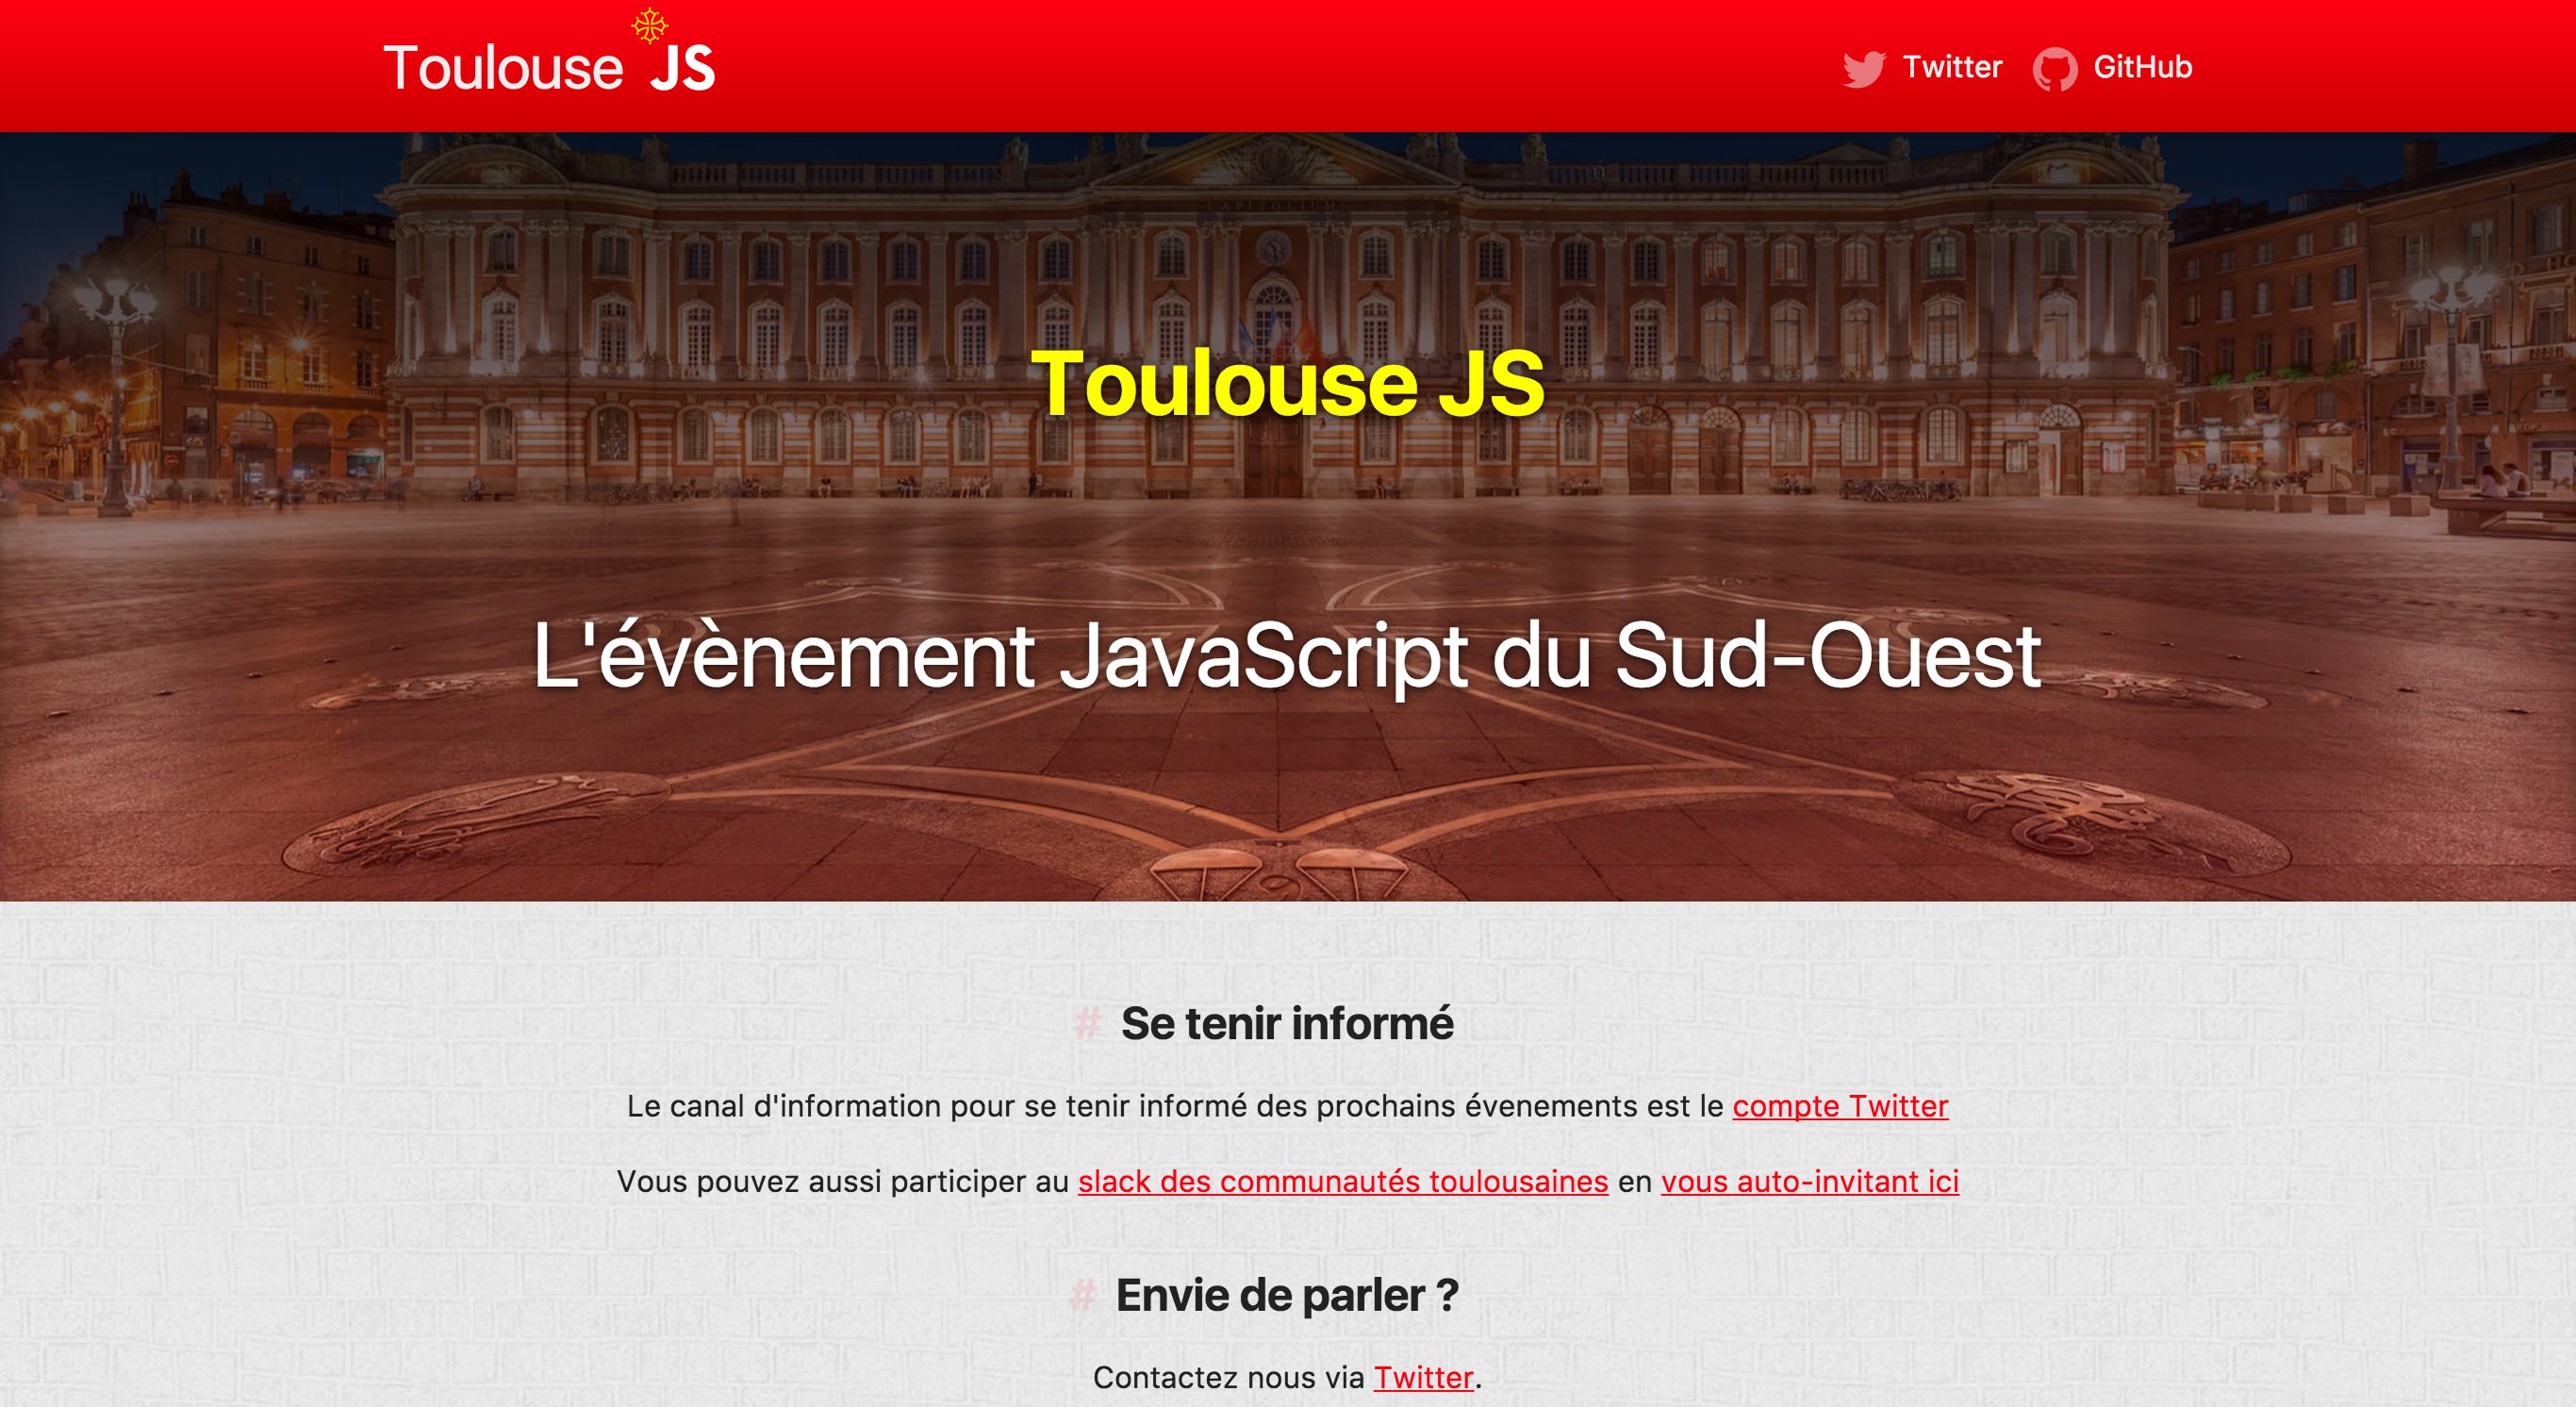 Toulouse JS
Twitter
GitHub
CAPITOLIUM
Toulouse JS
L'évènement JavaScript du Sud-Ouest
# Se tenir informé
Le canal d'information pour se tenir informé des prochains évenements est le compte Twitter
Vous pouvez aussi participer au slack des communautés toulousaines en vous auto-invitant ici
# Envie de parler ?
Contactez nous via Twitter.